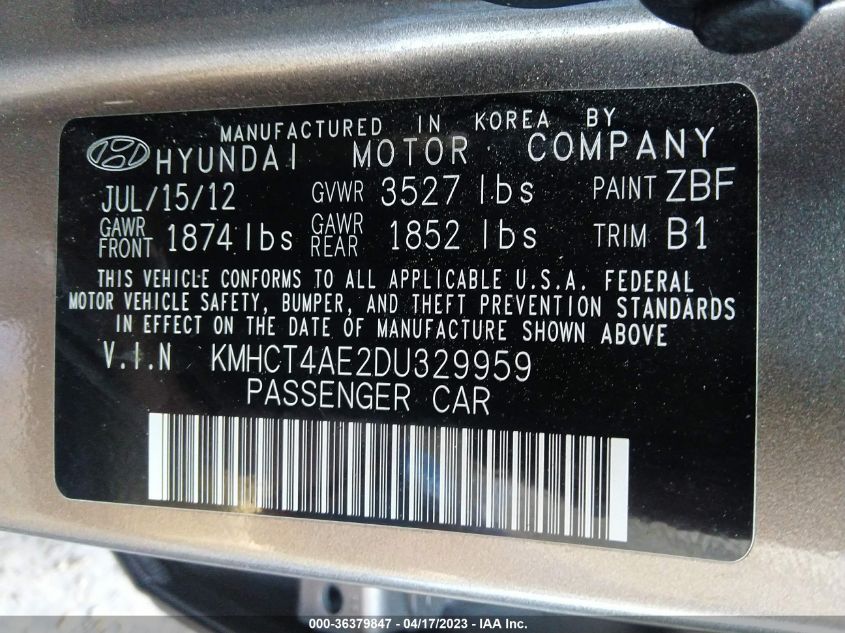 MANUFACTURED IN KOREA BY
HYUNDAI MOTOR COMPANY
JUL/15/12 GVWR 3527 lbs PAINT ZBF
GAWR FRONT 1874 lbs GAWR REAR 1852 lbs TRIM B1
THIS VEHICLE CONFORMS TO ALL APPLICABLE U.S.A. FEDERAL
MOTOR VEHICLE SAFETY, BUMPER, AND THEFT PREVENTION STANDARDS
IN EFFECT ON THE DATE OF MANUFACTURE SHOWN ABOVE
V.I.N KMHCT4AE2DU329959
PASSENGER CAR
000-36379847 - 04/17/2023 - IAA Inc.